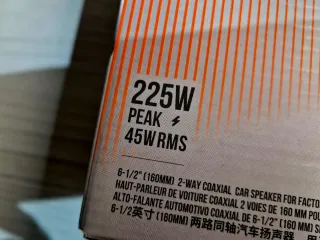 225W
PEAK
45W RMS
6-1/2" (160MM) 2-WAY COAXIAL CAR SPEAKER FOR FACTO
HAUT-PARLEUR DE VOITURE COAXIAL 2 VOIES DE 160 MM POU
ALTO-FALANTE AUTOMOTIVO COAXIAL DE 6-1/2" (160 MM)
6-1/2英寸 (160MM) 两路同轴汽车扬声器